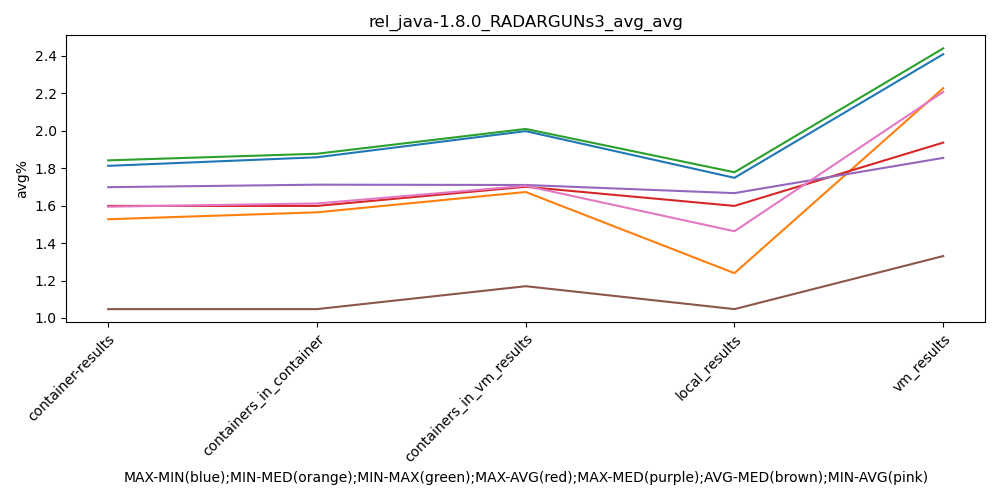 rel_java-1.8.0_RADARGUNs3_avg_avg
avg%
2.4
2.2
2.0
1.8
1.6
1.4
1.2
1.0
container-results
containers_in_container
containers_in_vm_results
local_results
vm_results
MAX-MIN(blue);MIN-MED(orange);MIN-MAX(green);MAX-AVG(red);MAX-MED(purple);AVG-MED(brown);MIN-AVG(pink)